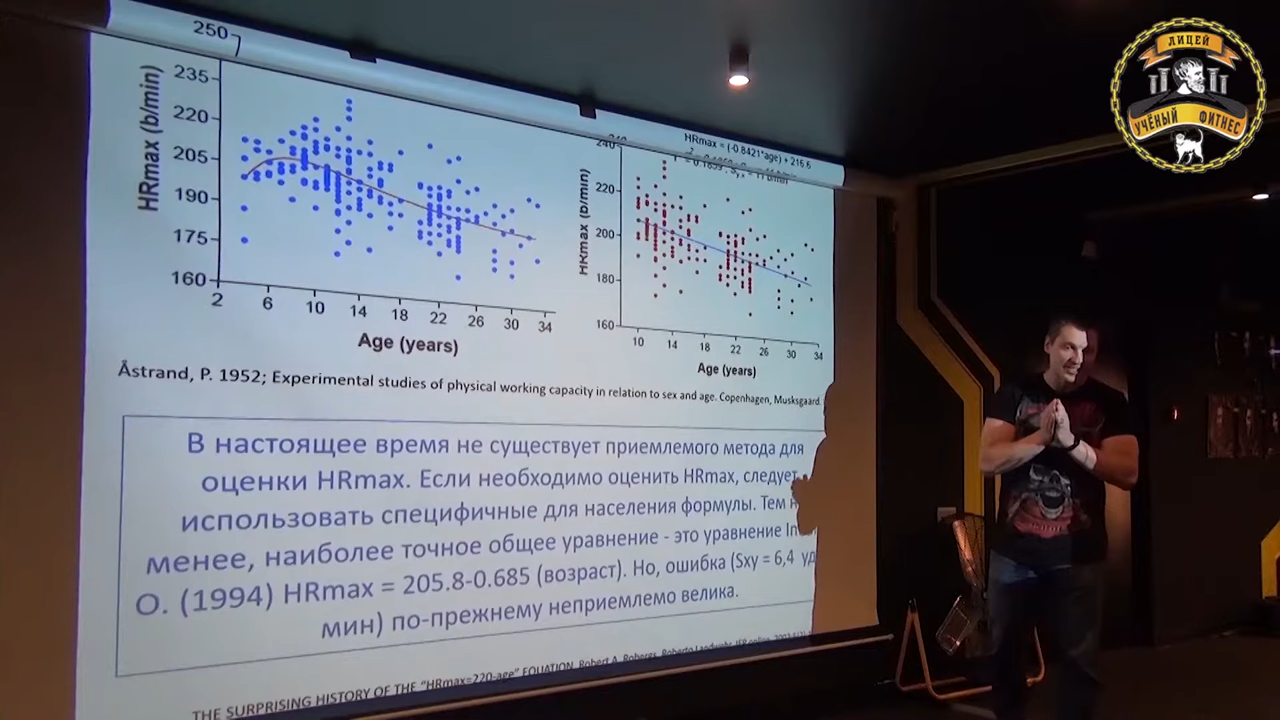 250
235
220
205
190
175
160
HRmax (b/min)
2 6 10 14 18 22 26 30 34
Age (years)
HRmax = (-0.8421*age) + 216.6
240
220
200
180
160
HRmax (b/min)
10 14 18 22 26 30 34
Age (years)
Åstrand, P. 1952; Experimental studies of physical working capacity in relation to sex and age. Copenhagen, Musksgaard.
В настоящее время не существует приемлемого метода для
оценки HRmax. Если необходимо оценить HRmax, следует
использовать специфичные для населения формулы. Тем
менее, наиболее точное общее уравнение - это уравнение In
О. (1994) HRmax = 205.8-0.685 (возраст). Но, ошибка (Sxy = 6,4 уд
мин) по-прежнему неприемлемо велика.
THE SURPRISING HISTORY OF THE "HRmax=220-age" EQUATION. Robert A. Robergs, Roberto Landwehr
ЛИЦЕЙ
УЧЁНЫЙ ФИТНЕС